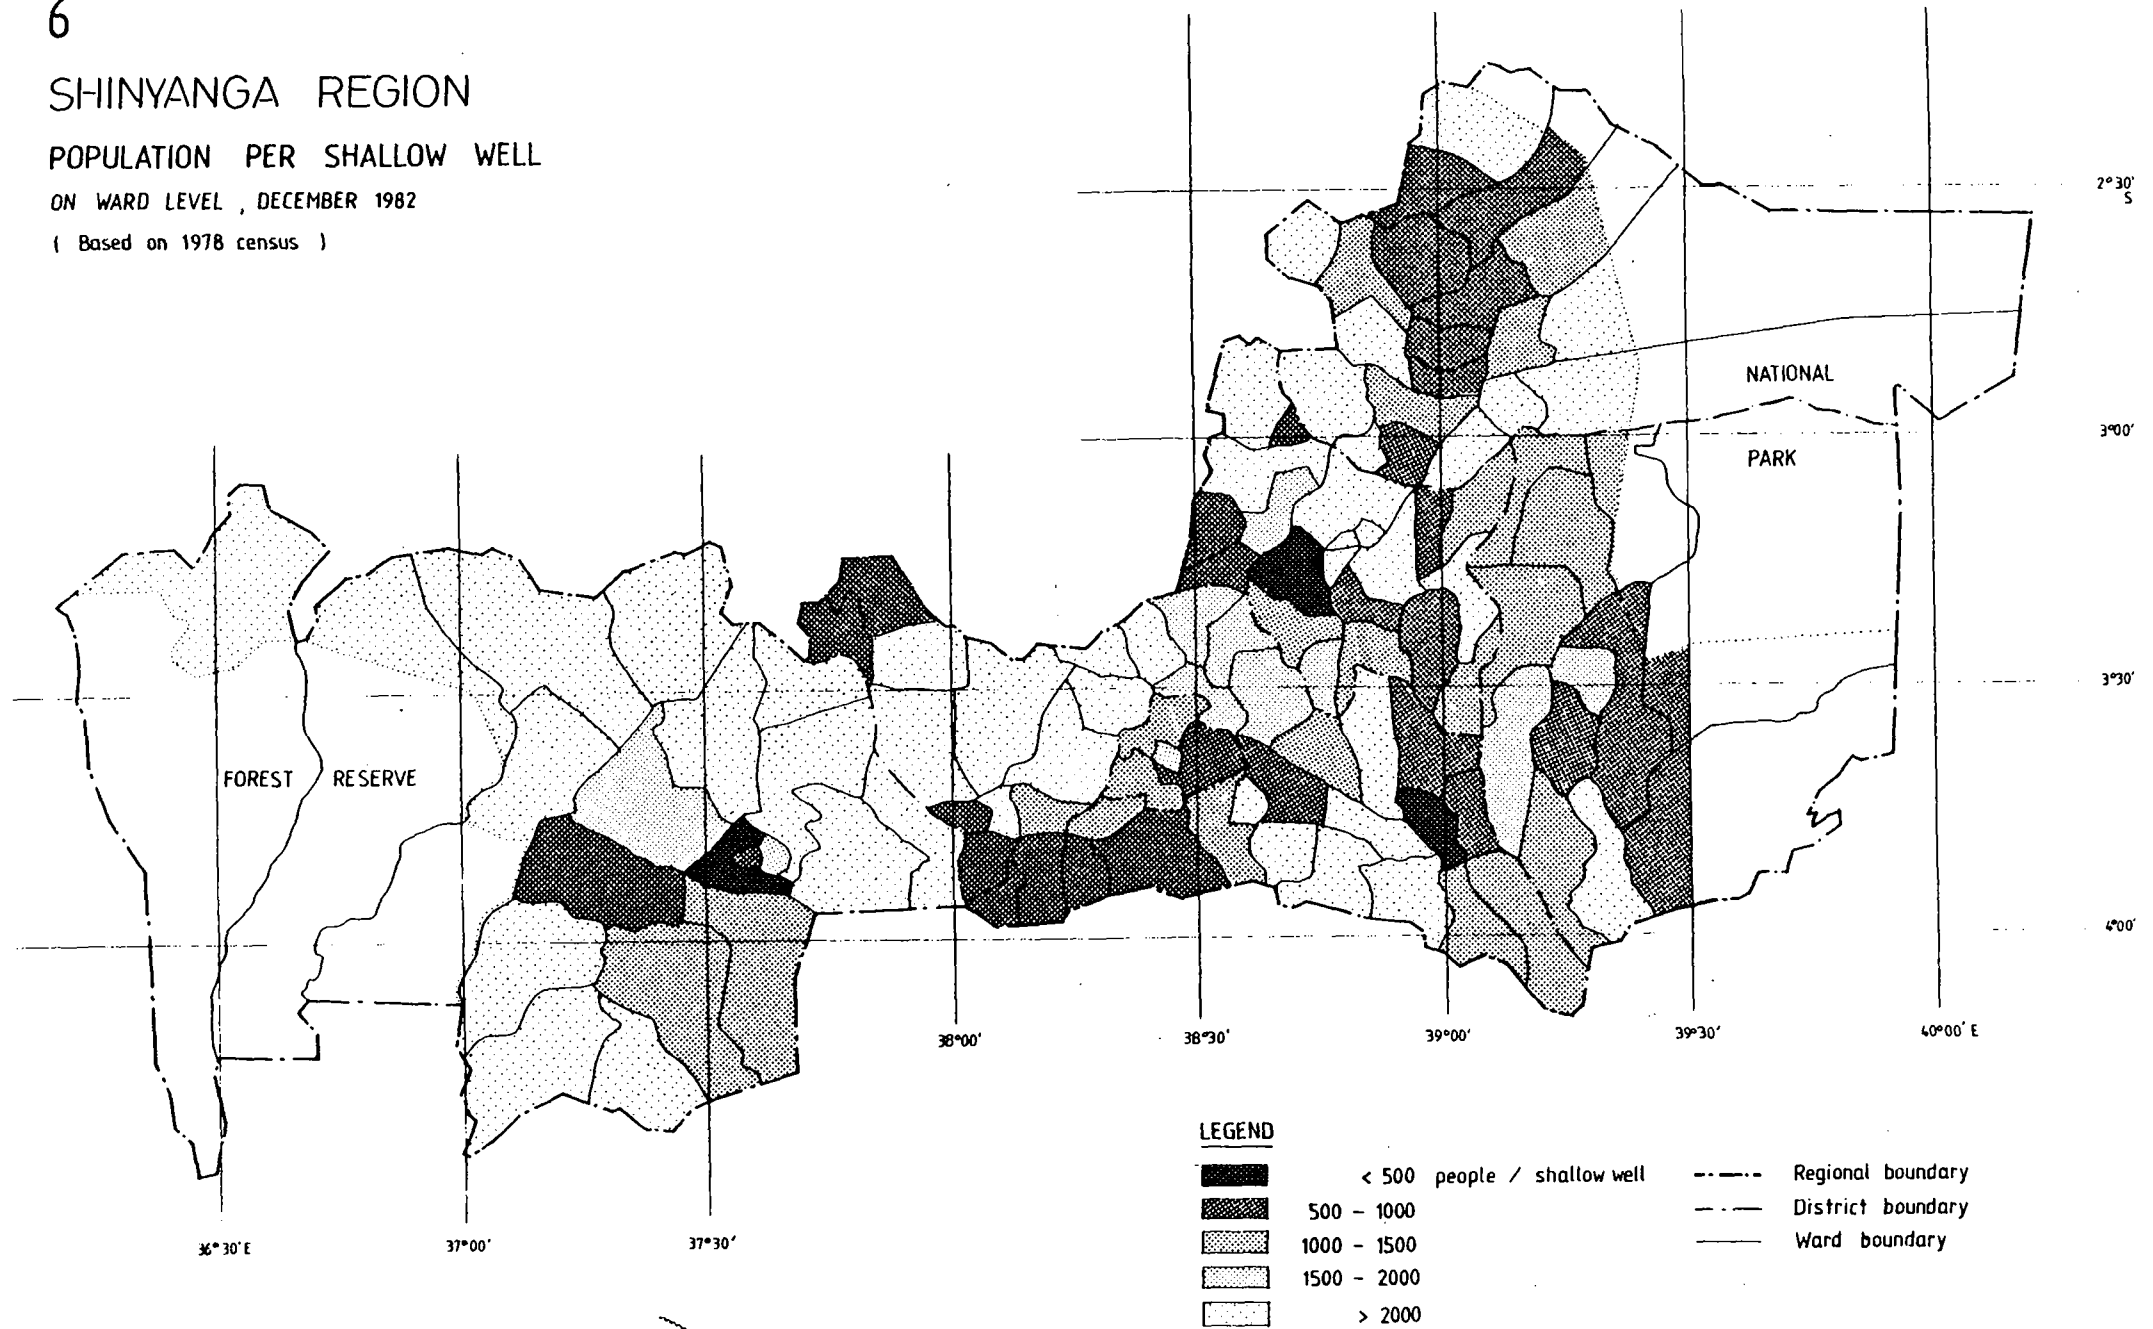 6
SHINYANGA REGION
POPULATION PER SHALLOW WELL
ON WARD LEVEL , DECEMBER 1982
( Based on 1978 census )
2°30'
S
NATIONAL
3°00'
PARK
3°30'
FOREST RESERVE
4°00'
38°00'
38°30'
39°00'
39°30'
40°00' E
36°30'E
37°00'
37°30'
LEGEND
< 500 people / shallow well
500 - 1000
1000 - 1500
1500 - 2000
> 2000
Regional boundary
District boundary
Ward boundary